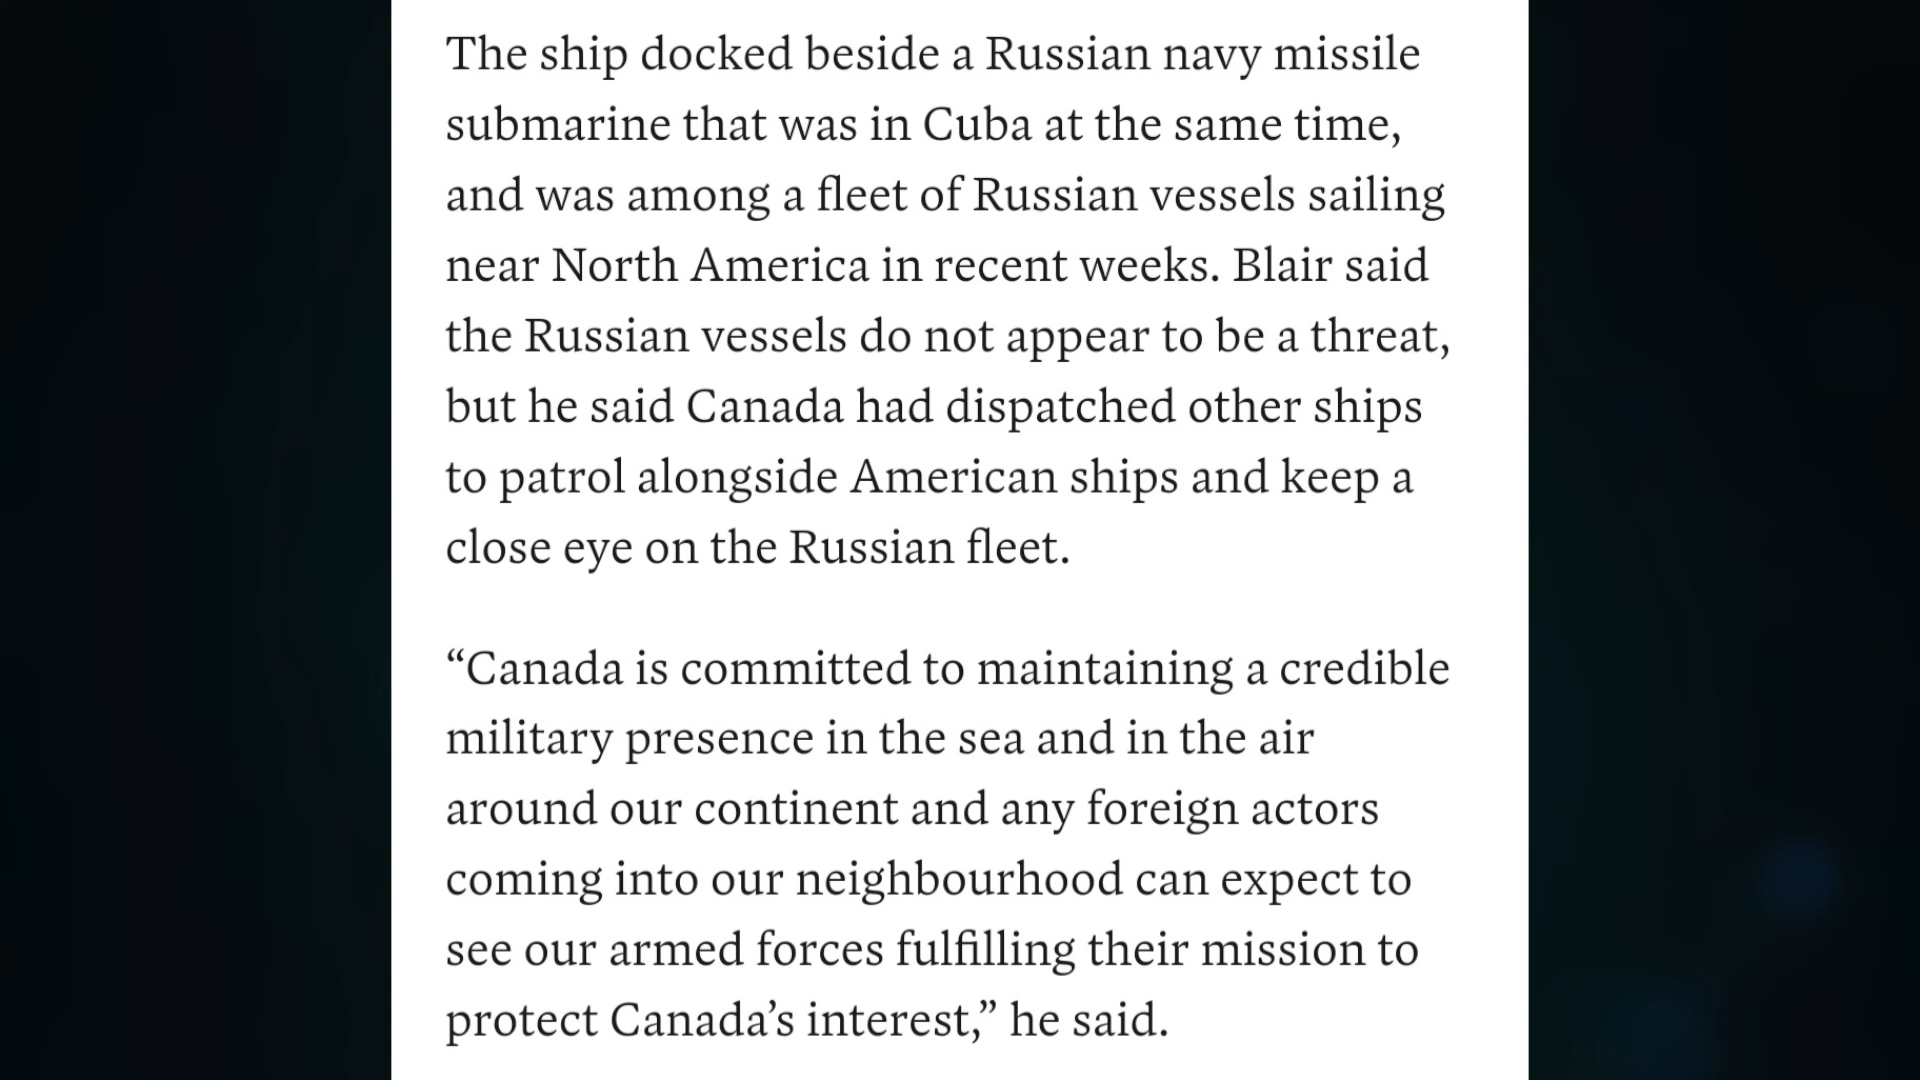 The ship docked beside a Russian navy missile
submarine that was in Cuba at the same time,
and was among a fleet of Russian vessels sailing
near North America in recent weeks. Blair said
the Russian vessels do not appear to be a threat,
but he said Canada had dispatched other ships
to patrol alongside American ships and keep a
close eye on the Russian fleet.
“Canada is committed to maintaining a credible
military presence in the sea and in the air
around our continent and any foreign actors
coming into our neighbourhood can expect to
see our armed forces fulfilling their mission to
protect Canada’s interest,” he said.